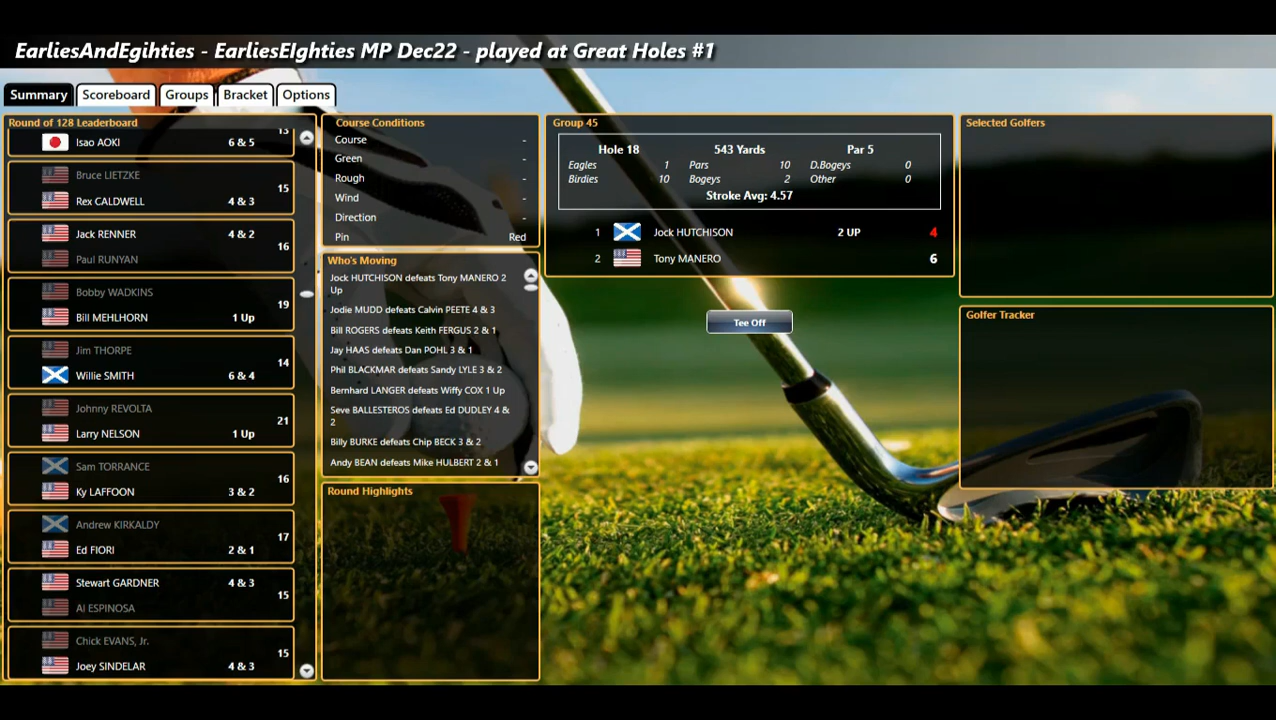 EarliesAndEgihties - EarliesEIghties MP Dec22 - played at Great Holes #1
Summary
Scoreboard
Groups
Bracket
Options
Round of 128 Leaderboard
13
Isao AOKI 6 & 5
Bruce LIETZKE
15
Rex CALDWELL 4 & 3
Jack RENNER 4 & 2
16
Paul RUNYAN
Bobby WADKINS
19
Bill MEHLHORN 1 Up
Jim THORPE
14
Willie SMITH 6 & 4
Johnny REVOLTA
21
Larry NELSON 1 Up
Sam TORRANCE
16
Ky LAFFOON 3 & 2
Andrew KIRKALDY
17
Ed FIORI 2 & 1
Stewart GARDNER 4 & 3
15
Al ESPINOSA
Chick EVANS, Jr.
15
Joey SINDELAR 4 & 3
Course Conditions
Course -
Green -
Rough -
Wind -
Direction -
Pin Red
Who's Moving
Jock HUTCHISON defeats Tony MANERO 2
Up
Jodie MUDD defeats Calvin PEETE 4 & 3
Bill ROGERS defeats Keith FERGUS 2 & 1
Jay HAAS defeats Dan POHL 3 & 1
Phil BLACKMAR defeats Sandy LYLE 3 & 2
Bernhard LANGER defeats Wiffy COX 1 Up
Seve BALLESTEROS defeats Ed DUDLEY 4 &
2
Billy BURKE defeats Chip BECK 3 & 2
Andy BEAN defeats Mike HULBERT 2 & 1
Round Highlights
Group 45
Hole 18 543 Yards Par 5
Eagles 1 Pars 10 D.Bogeys 0
Birdies 10 Bogeys 2 Other 0
Stroke Avg: 4.57
1 Jock HUTCHISON 2 UP 4
2 Tony MANERO 6
Tee Off
Selected Golfers
Golfer Tracker